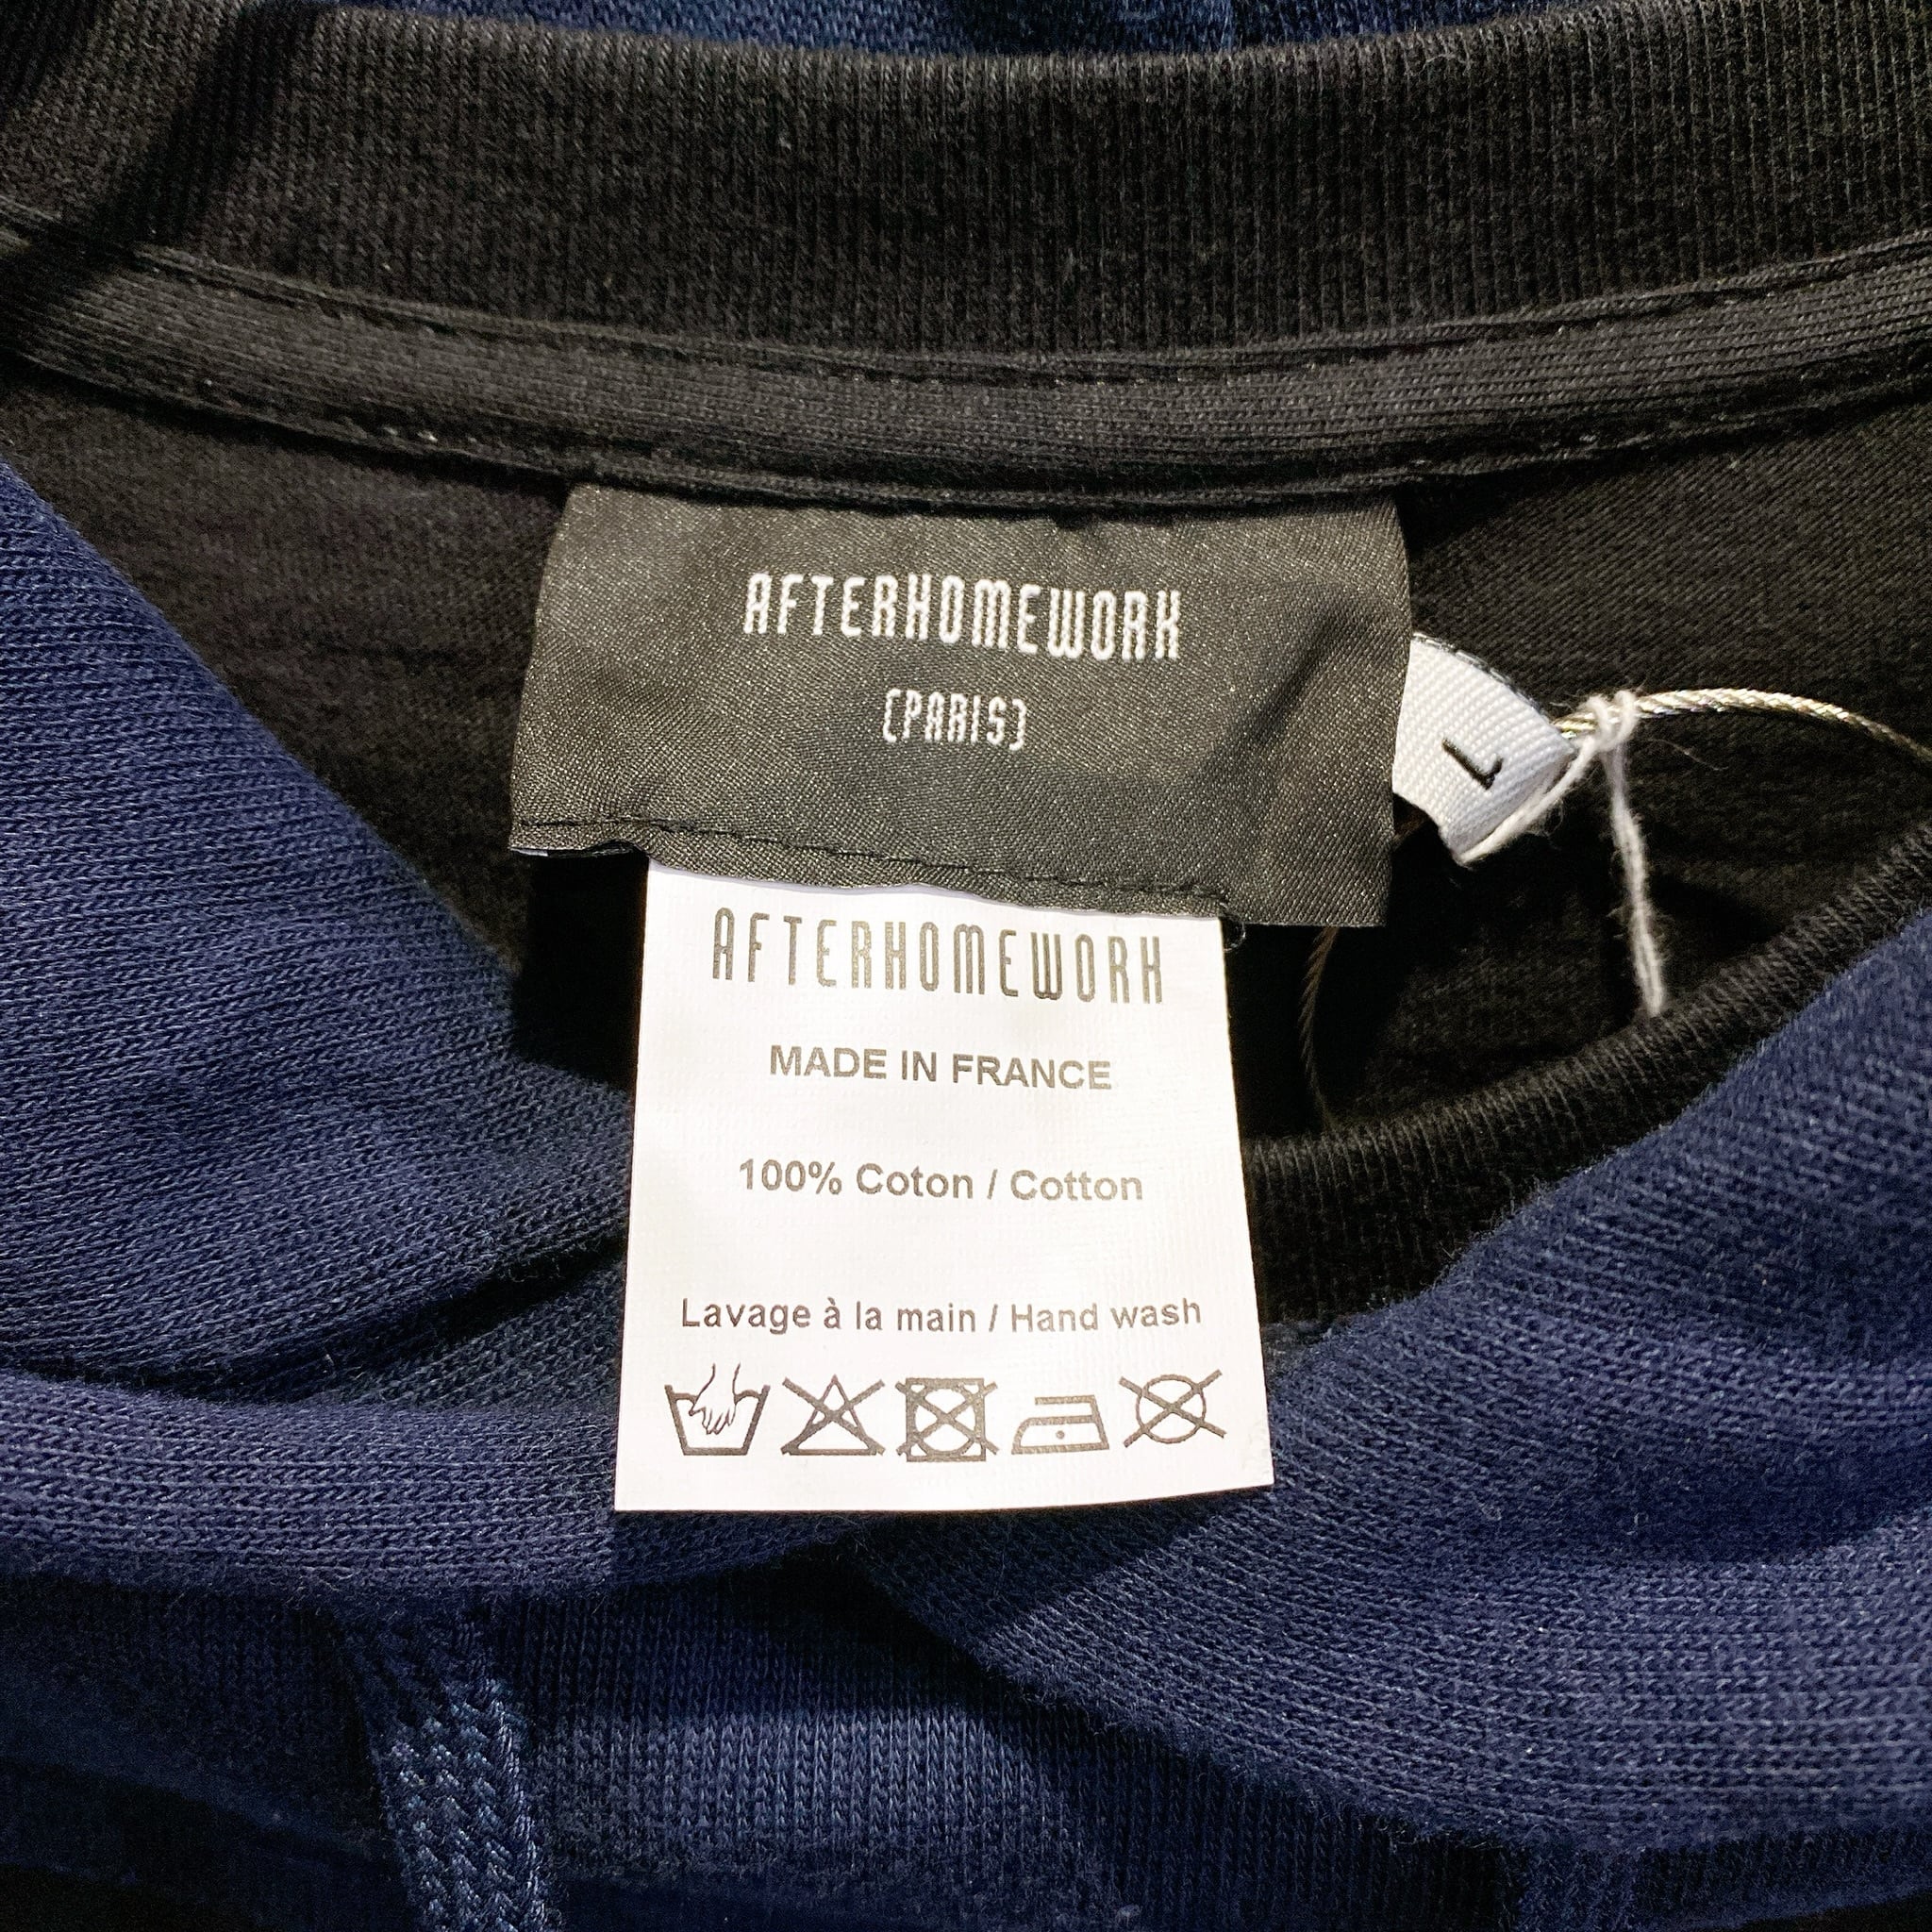 AFTERHOMEWORK
(PARIS)
L
AFTERHOMEWORK
MADE IN FRANCE
100% Coton / Cotton
Lavage à la main / Hand wash